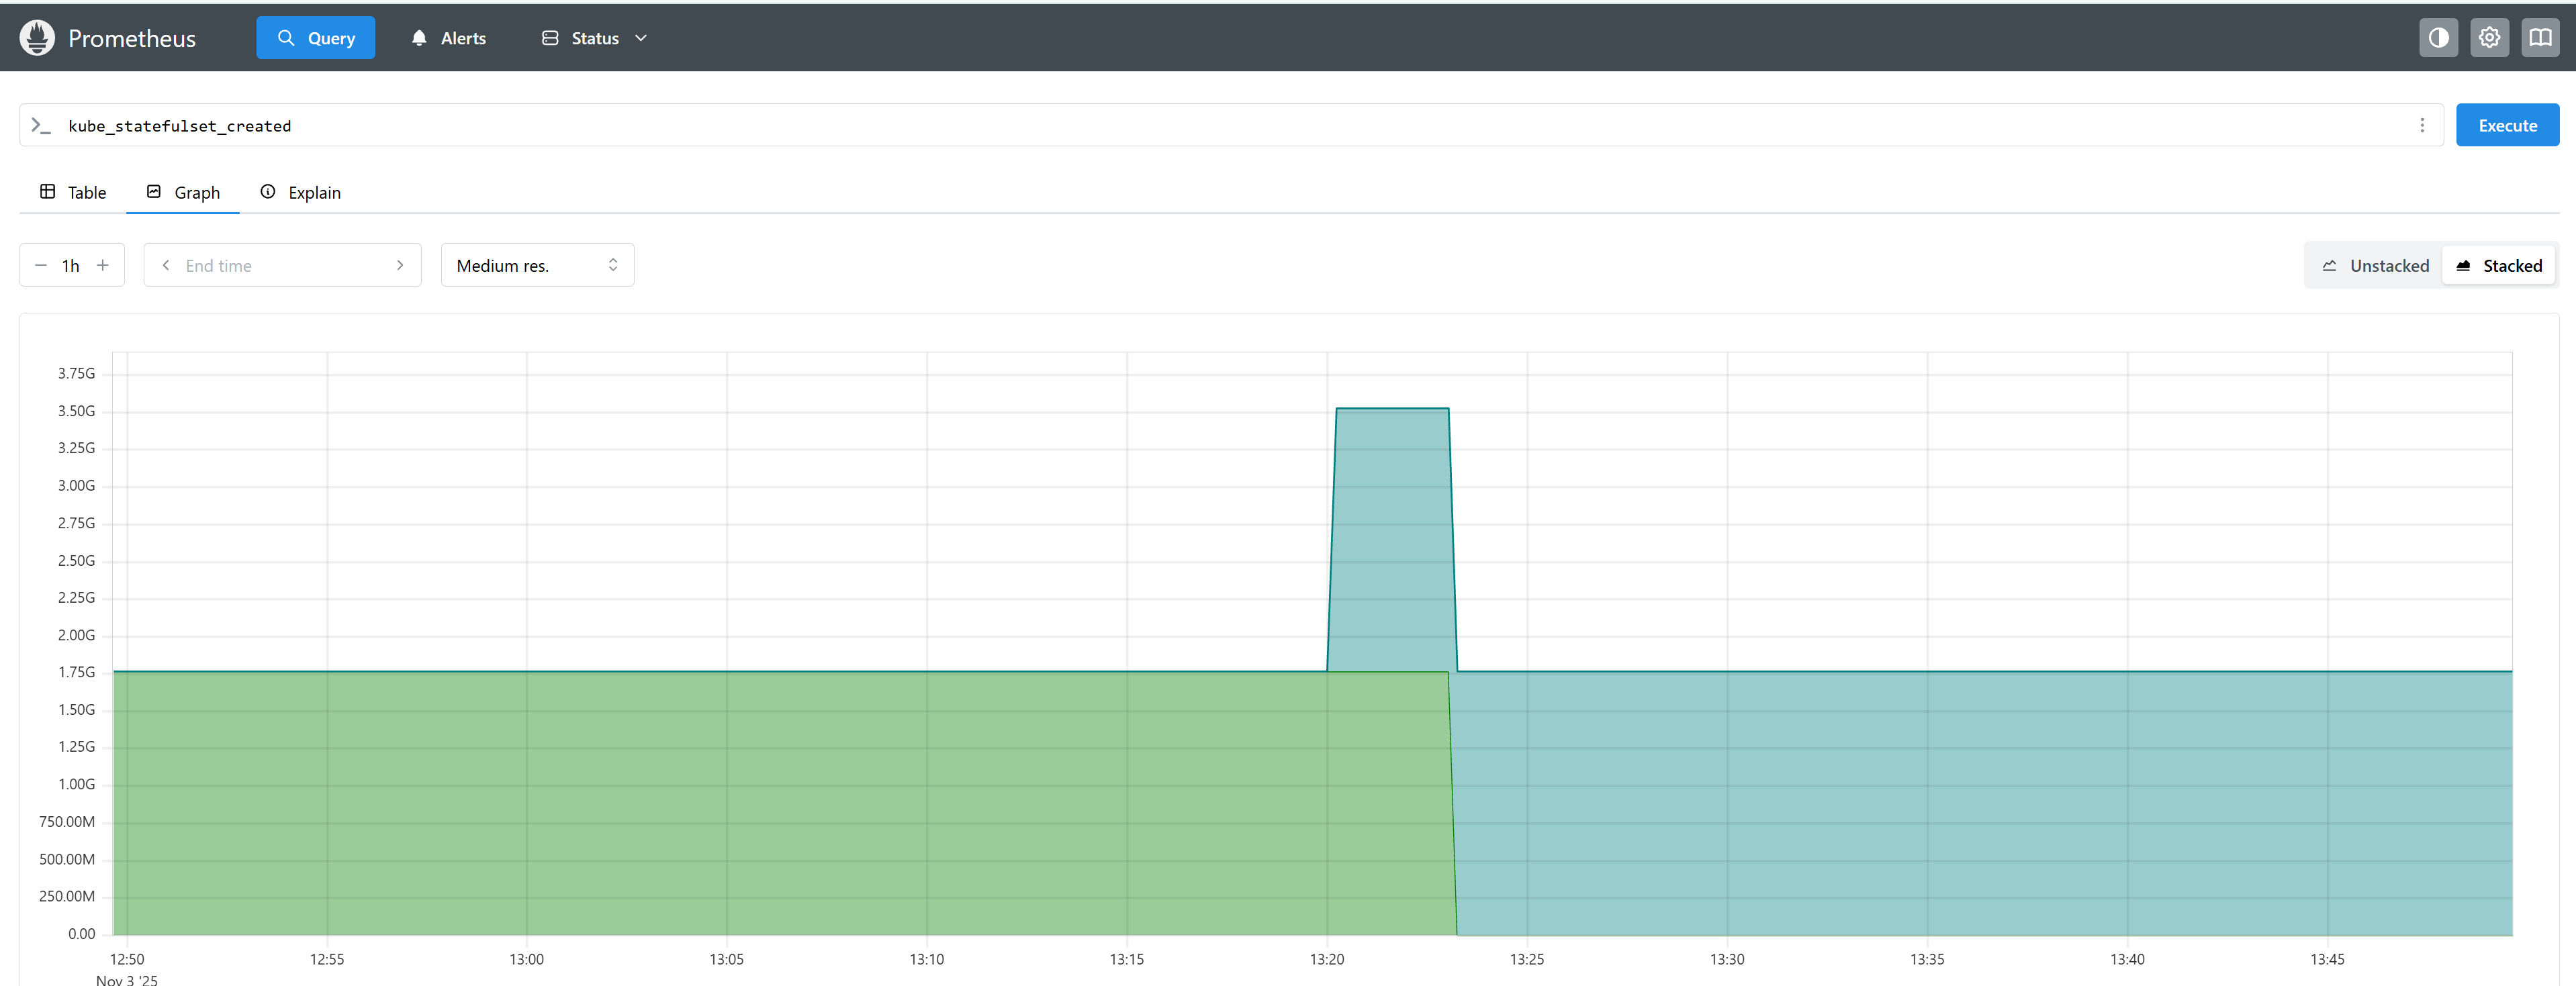 Prometheus Query Alerts Status
kube_statefulset_created Execute
Table Graph Explain
1h End time Medium res. Unstacked Stacked
3.75G
3.50G
3.25G
3.00G
2.75G
2.50G
2.25G
2.00G
1.75G
1.50G
1.25G
1.00G
750.00M
500.00M
250.00M
0.00
12:50 12:55 13:00 13:05 13:10 13:15 13:20 13:25 13:30 13:35 13:40 13:45
Nov 3 '25